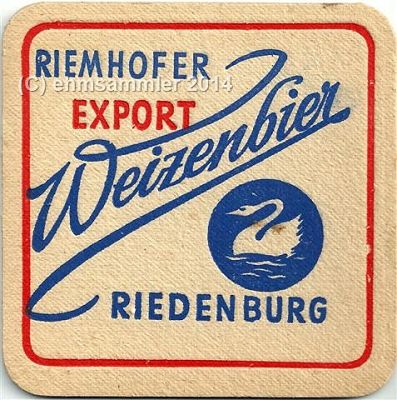 RIEMHOFER
(C) enmsammler 2014
EXPORT
Weizenbier
RIEDENBURG